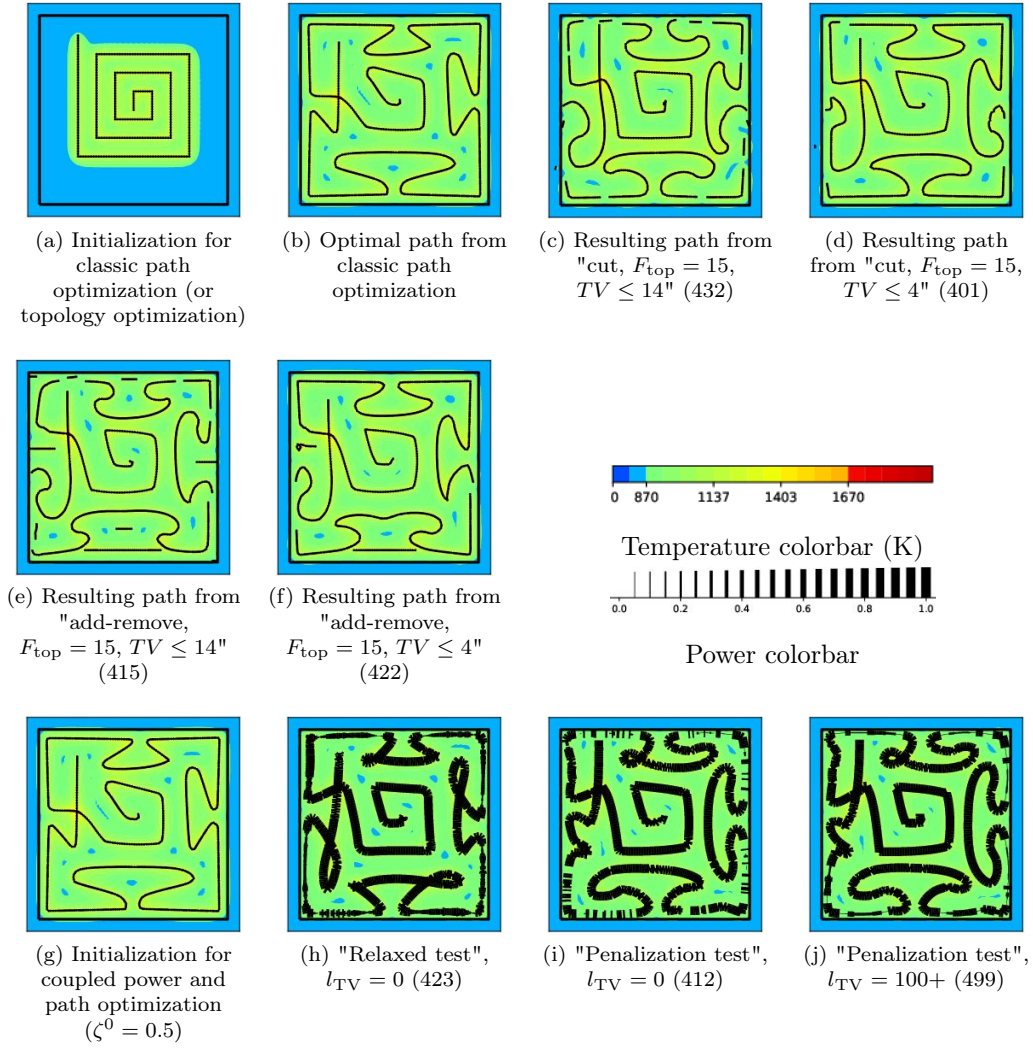 (a) Initialization for
classic path
optimization (or
topology optimization)
(b) Optimal path from
classic path
optimization
(c) Resulting path from
"cut, F_top = 15,
TV ≤ 14" (432)
(d) Resulting path
from "cut, F_top = 15,
TV ≤ 4" (401)
(e) Resulting path from
"add-remove,
F_top = 15, TV ≤ 14"
(415)
(f) Resulting path from
"add-remove,
F_top = 15, TV ≤ 4"
(422)
0 870 1137 1403 1670
Temperature colorbar (K)
0.0 0.2 0.4 0.6 0.8 1.0
Power colorbar
(g) Initialization for
coupled power and
path optimization
(ζ⁰ = 0.5)
(h) "Relaxed test",
l_TV = 0 (423)
(i) "Penalization test",
l_TV = 0 (412)
(j) "Penalization test",
l_TV = 100+ (499)